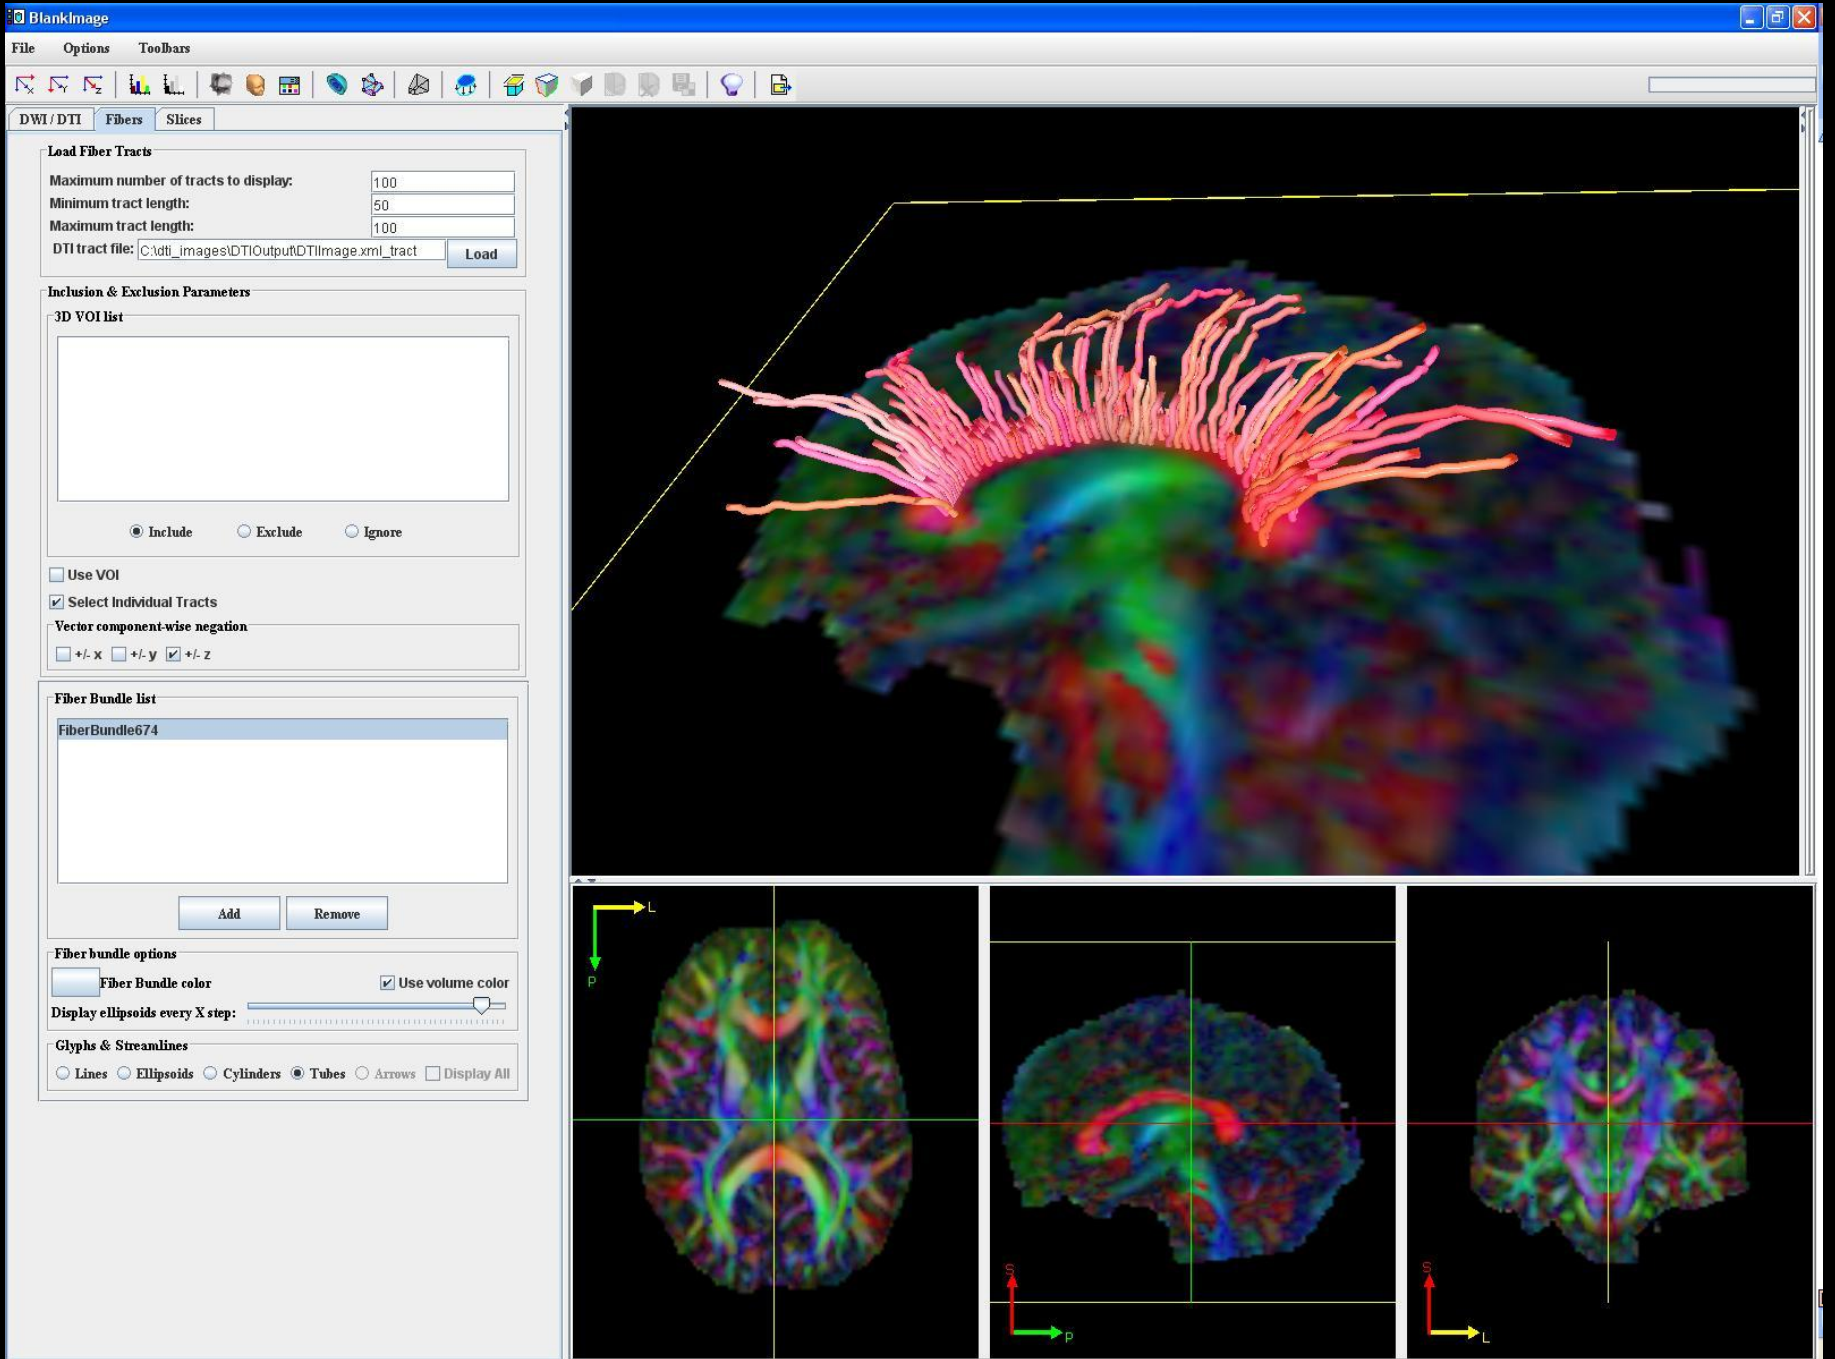 BlankImage
File Options Toolbars
X Y Z
DWI / DTI Fibers Slices
Load Fiber Tracts
Maximum number of tracts to display: 100
Minimum tract length: 50
Maximum tract length: 100
DTI tract file: C:\dti_images\DTIOutput\DTIImage.xml_tract Load
Inclusion & Exclusion Parameters
3D VOI list
Include Exclude Ignore
Use VOI
Select Individual Tracts
Vector component-wise negation
+/- x +/- y +/- z
Fiber Bundle list
FiberBundle674
Add Remove
Fiber bundle options
Fiber Bundle color Use volume color
Display ellipsoids every X step:
Glyphs & Streamlines
Lines Ellipsoids Cylinders Tubes Arrows Display All
L
P
S
P
S
L